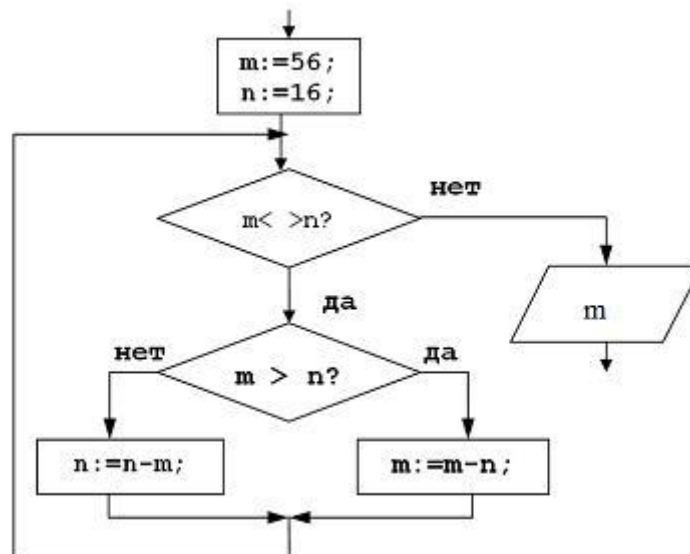 m:=56;
n:=16;
нет
m< >n?
m
да
нет
да
m > n?
n:=n-m;
m:=m-n;